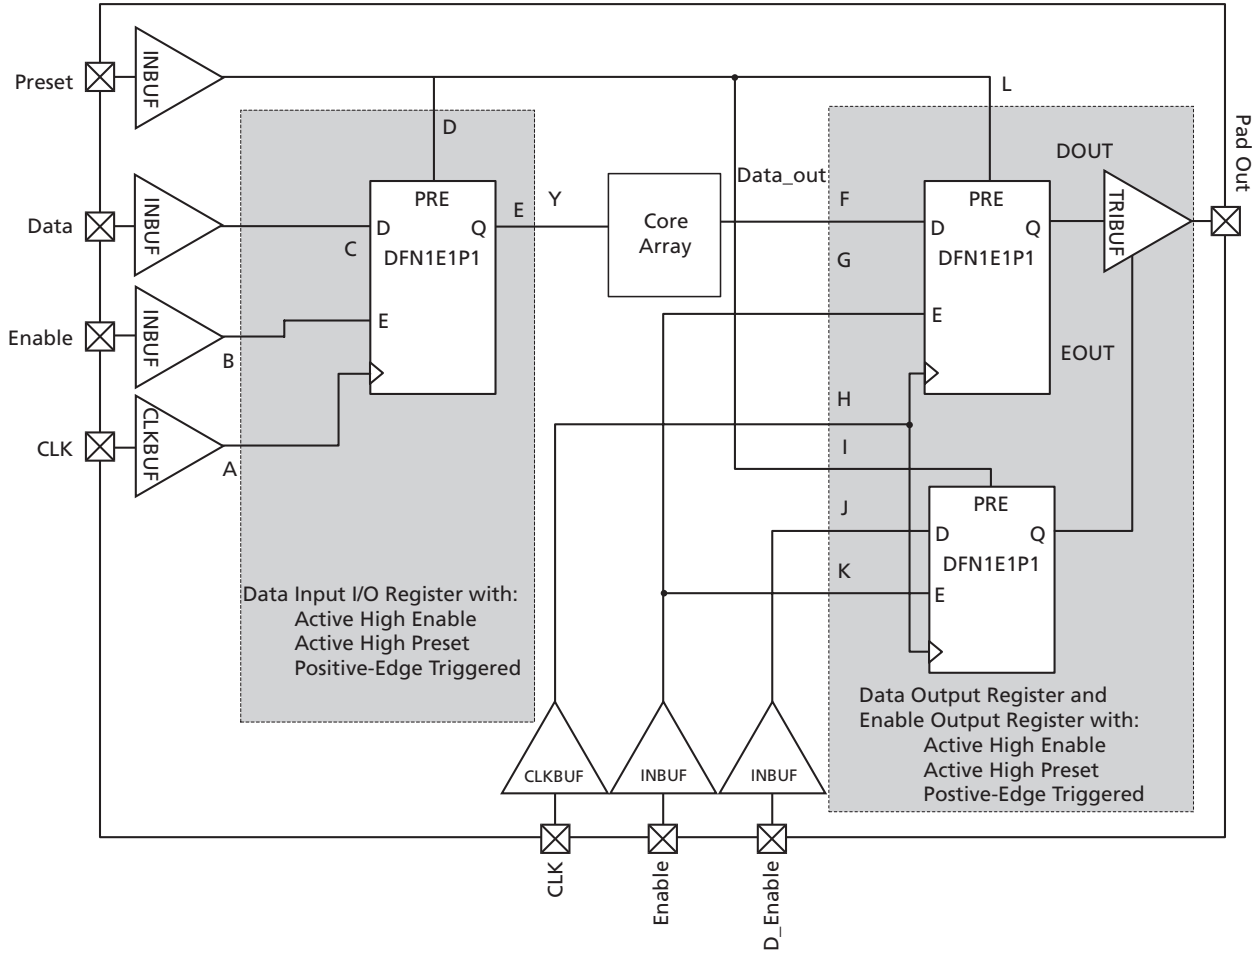 Preset
INBUF
L
D
Pad Out
DOUT
Data_out
PRE
PRE
TRIBUF
Data
INBUF
D
Q
E
Y
Core
Array
F
D
Q
C
DFN1E1P1
G
DFN1E1P1
Enable
INBUF
E
E
B
EOUT
CLK
CLKBUF
A
H
I
PRE
J
D
Q
DFN1E1P1
K
E
Data Input I/O Register with:
Active High Enable
Active High Preset
Positive-Edge Triggered
Data Output Register and
Enable Output Register with:
Active High Enable
Active High Preset
Postive-Edge Triggered
CLKBUF
INBUF
INBUF
CLK
Enable
D_Enable